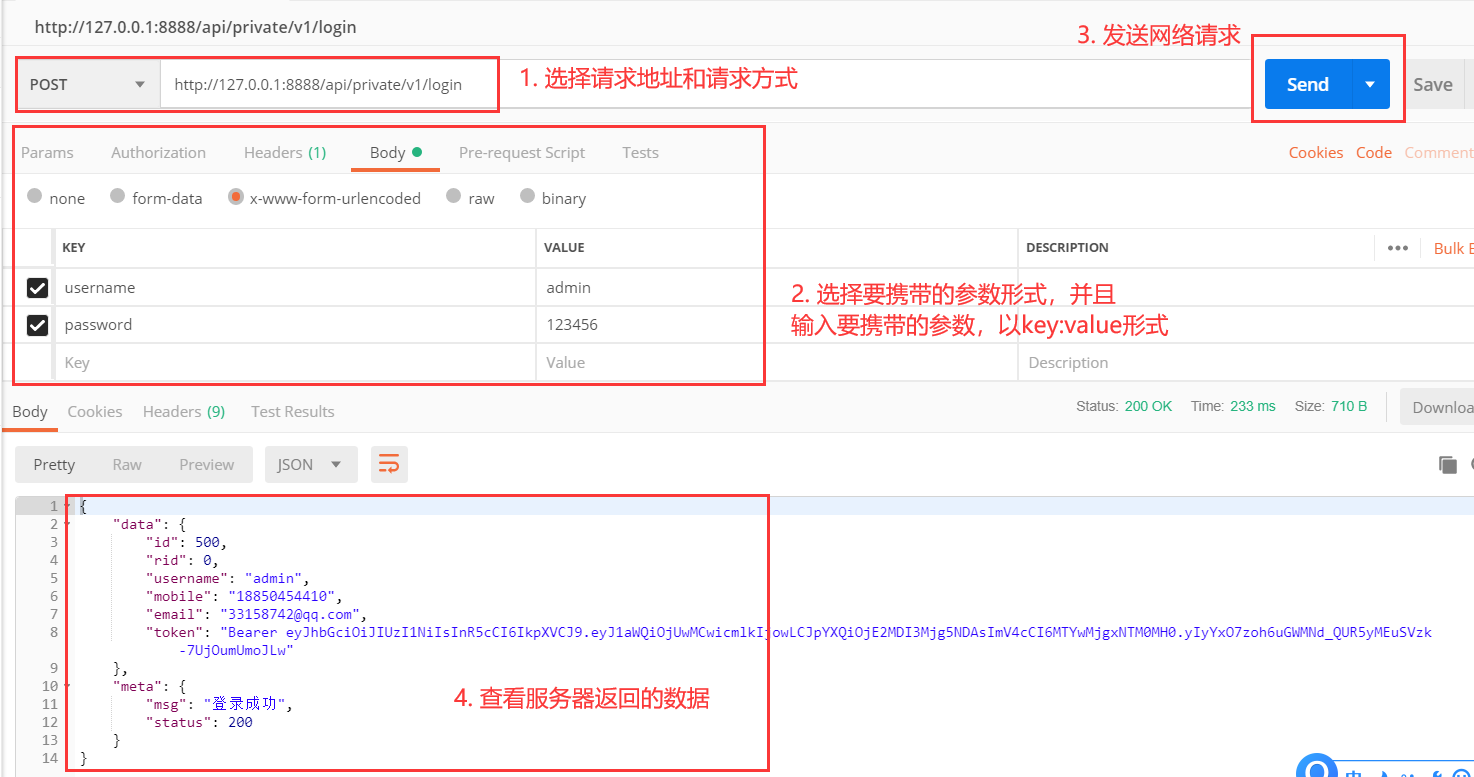 http://127.0.0.1:8888/api/private/v1/login
3. 发送网络请求
POST http://127.0.0.1:8888/api/private/v1/login 1. 选择请求地址和请求方式 Send Save
Params Authorization Headers (1) Body Pre-request Script Tests Cookies Code Comment
none form-data x-www-form-urlencoded raw binary
KEY VALUE DESCRIPTION ••• Bulk E
username admin
2. 选择要携带的参数形式，并且
password 123456
输入要携带的参数，以key:value形式
Key Value Description
Body Cookies Headers (9) Test Results Status: 200 OK Time: 233 ms Size: 710 B Downloa
Pretty Raw Preview JSON
1 {
2 "data": {
3 "id": 500,
4 "rid": 0,
5 "username": "admin",
6 "mobile": "18850454410",
7 "email": "33158742@qq.com",
8 "token": "Bearer eyJhbGciOiJIUzI1NiIsInR5cCI6IkpXVCJ9.eyJ1aWQiOjUwMCwicmlkIjowLCJpYXQiOjE2MDI3Mjg5NDAsImV4cCI6MTYwMjgxNTM0MH0.yIyYxO7zoh6uGWMNd_QUR5yMEuSVzk
-7UjOumUmoJLw"
9 },
10 "meta": {
11 "msg": "登录成功",
4. 查看服务器返回的数据
12 "status": 200
13 }
14 }
中